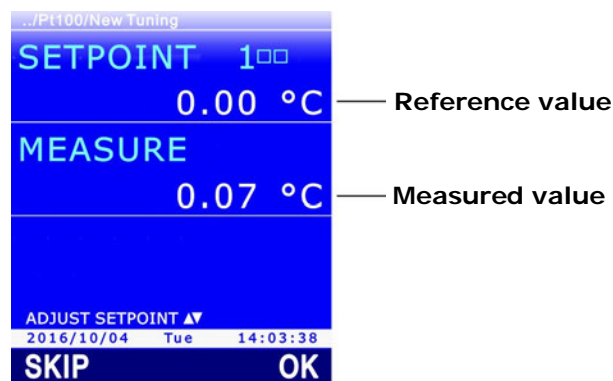 ../Pt100/New Tuning
SETPOINT 1□□
0.00 °C
Reference value
MEASURE
0.07 °C
Measured value
ADJUST SETPOINT ▲▼
2016/10/04 Tue 14:03:38
SKIP OK